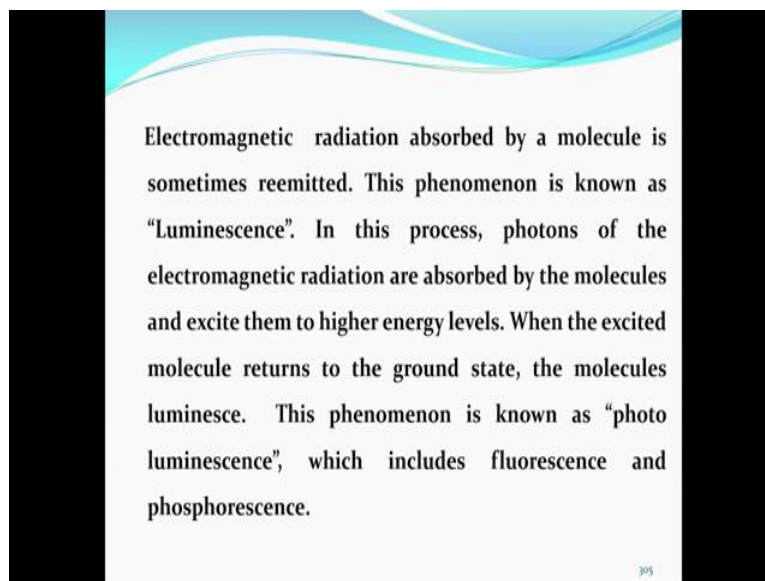 Electromagnetic radiation absorbed by a molecule is
sometimes reemitted. This phenomenon is known as
“Luminescence”. In this process, photons of the
electromagnetic radiation are absorbed by the molecules
and excite them to higher energy levels. When the excited
molecule returns to the ground state, the molecules
luminesce. This phenomenon is known as “photo
luminescence”, which includes fluorescence and
phosphorescence.
305